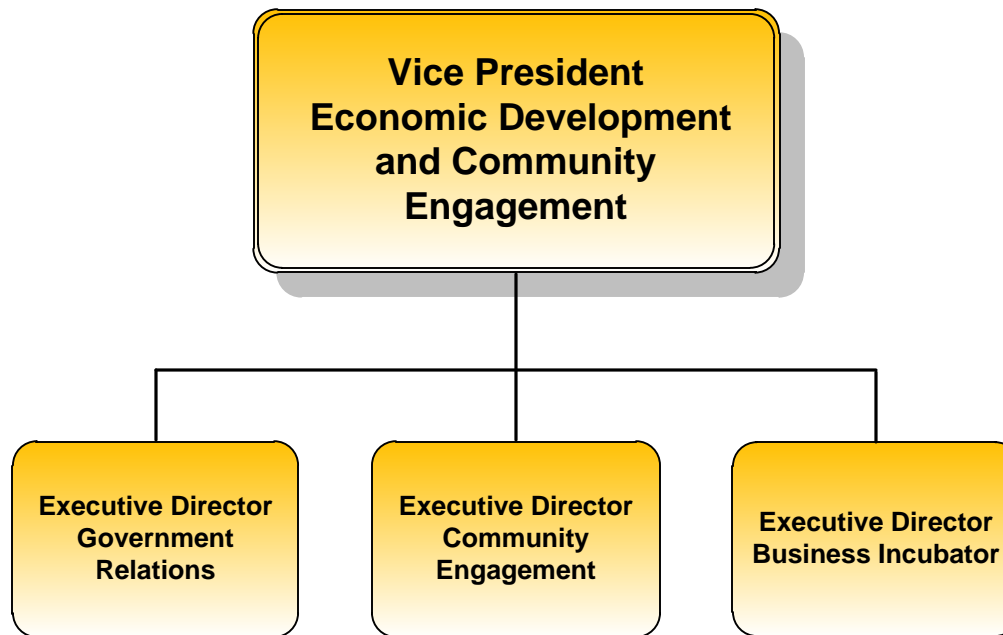 Vice President
Economic Development
and Community
Engagement
Executive Director
Government
Relations
Executive Director
Community
Engagement
Executive Director
Business Incubator